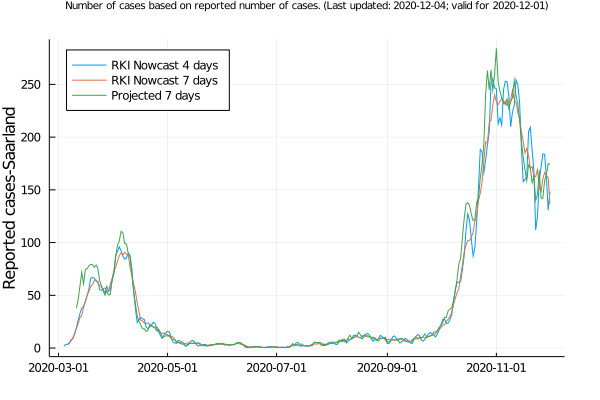 Number of cases based on reported number of cases. (Last updated: 2020-12-04; valid for 2020-12-01)
RKI Nowcast 4 days
RKI Nowcast 7 days
Projected 7 days
Reported cases-Saarland
250
200
150
100
50
0
2020-03-01 2020-05-01 2020-07-01 2020-09-01 2020-11-01